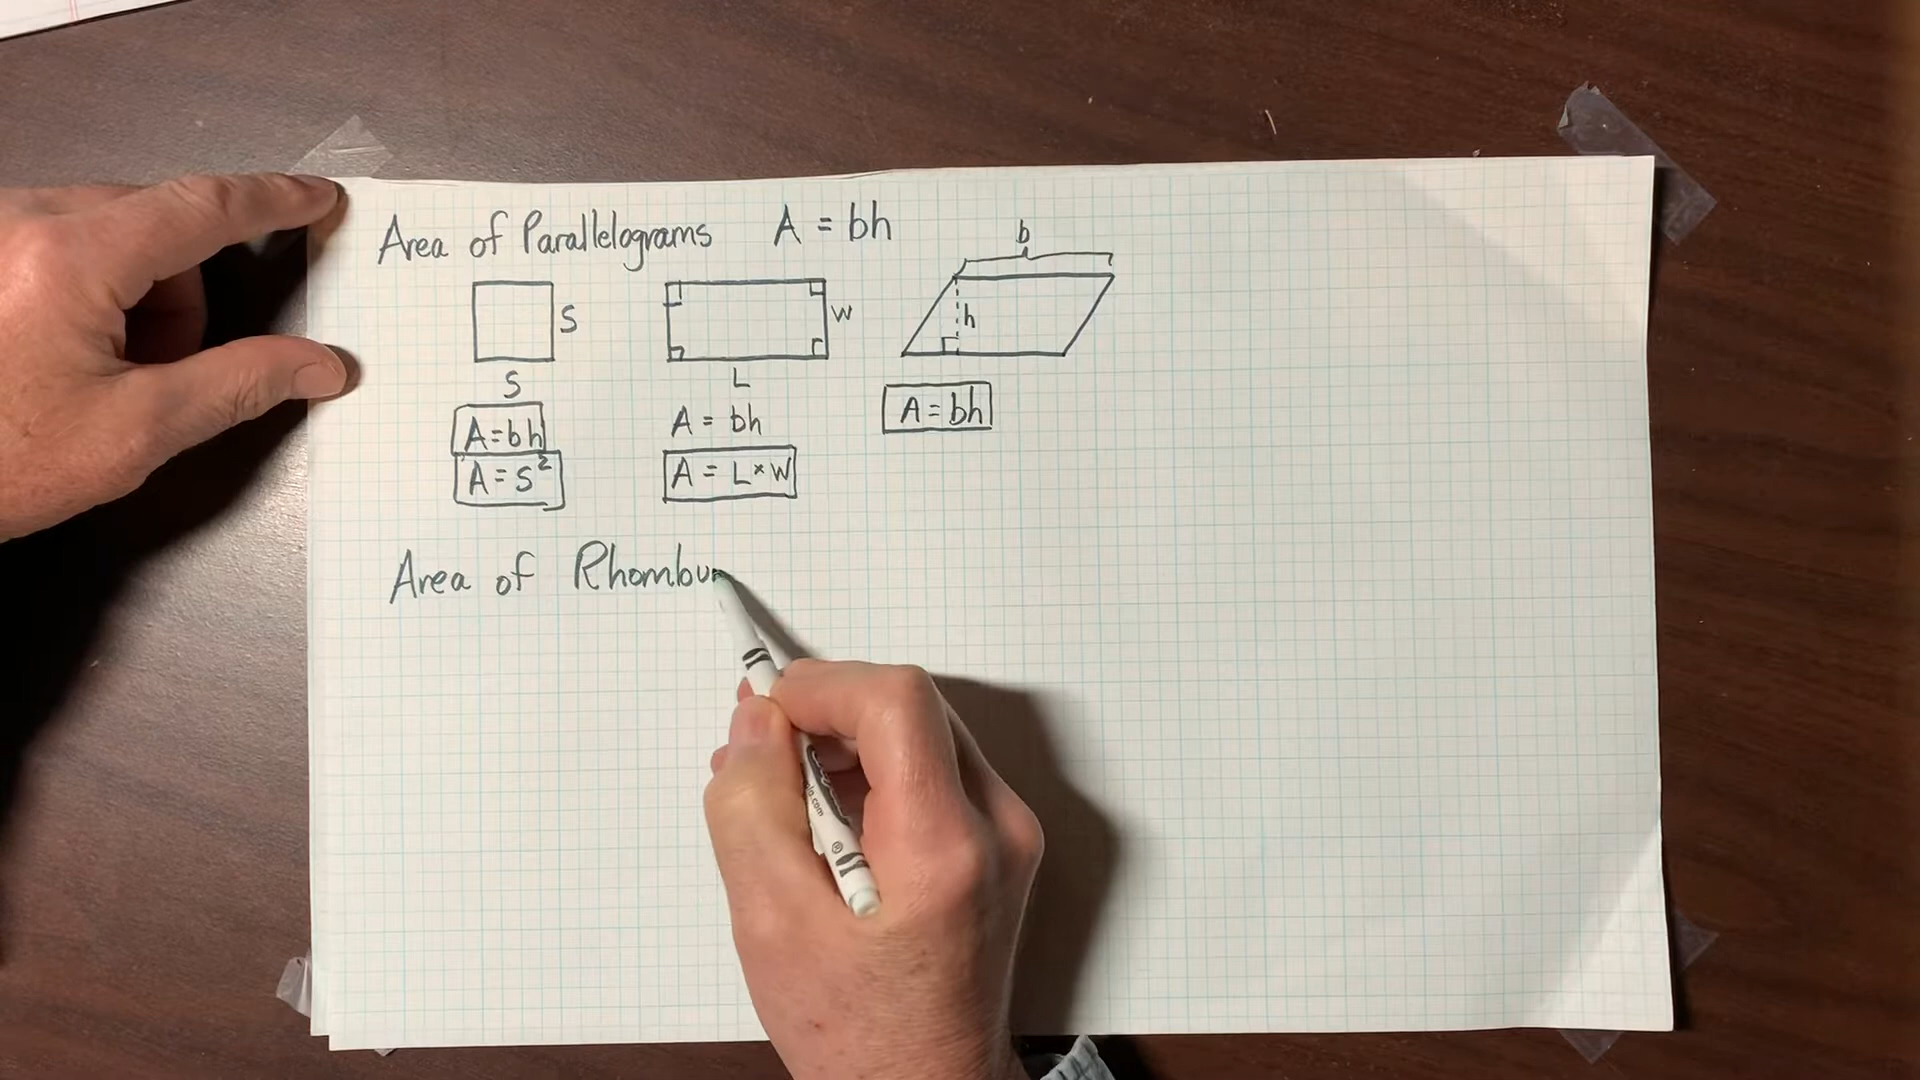 Area of Parallelograms A = bh
b
S
W
h
S
L
A=bh
A = bh
A = bh
A = S²
A = L × W
Area of Rhombu